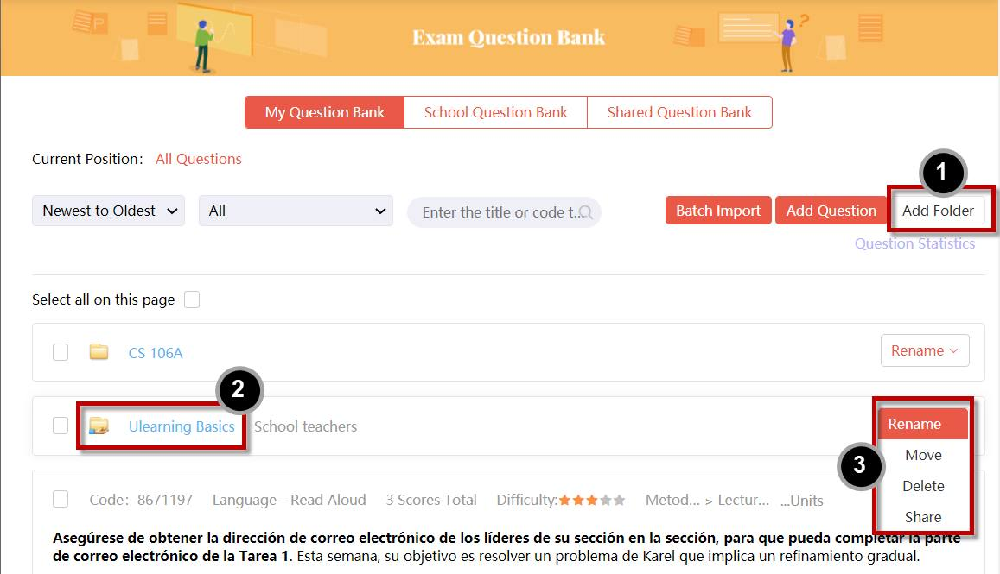 Exam Question Bank
My Question Bank School Question Bank Shared Question Bank
Current Position: All Questions
1
Newest to Oldest All Enter the title or code t... Batch Import Add Question Add Folder
Question Statistics
Select all on this page
CS 106A Rename
2
Ulearning Basics School teachers Rename
3
Move
Delete
Share
Code: 8671197 Language - Read Aloud 3 Scores Total Difficulty: Metod... > Lectur... ...Units
Asegúrese de obtener la dirección de correo electrónico de los líderes de su sección en la sección, para que pueda completar la parte
de correo electrónico de la Tarea 1. Esta semana, su objetivo es resolver un problema de Karel que implica un refinamiento gradual.